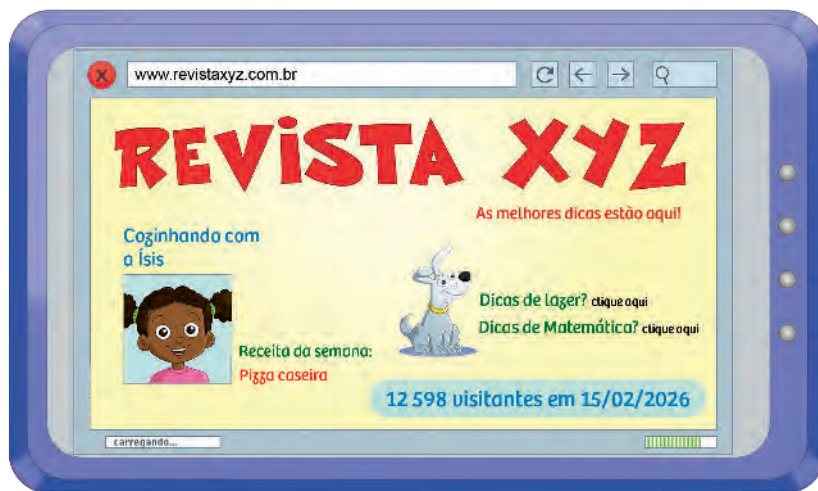 X
www.revistaxyz.com.br
REVISTA XYZ
As melhores dicas estão aqui!
Cozinhando com
a Ísis
Dicas de lazer? clique aqui
Dicas de Matemática? clique aqui
Receita da semana:
Pizza caseira
12 598 visitantes em 15/02/2026
carregando...